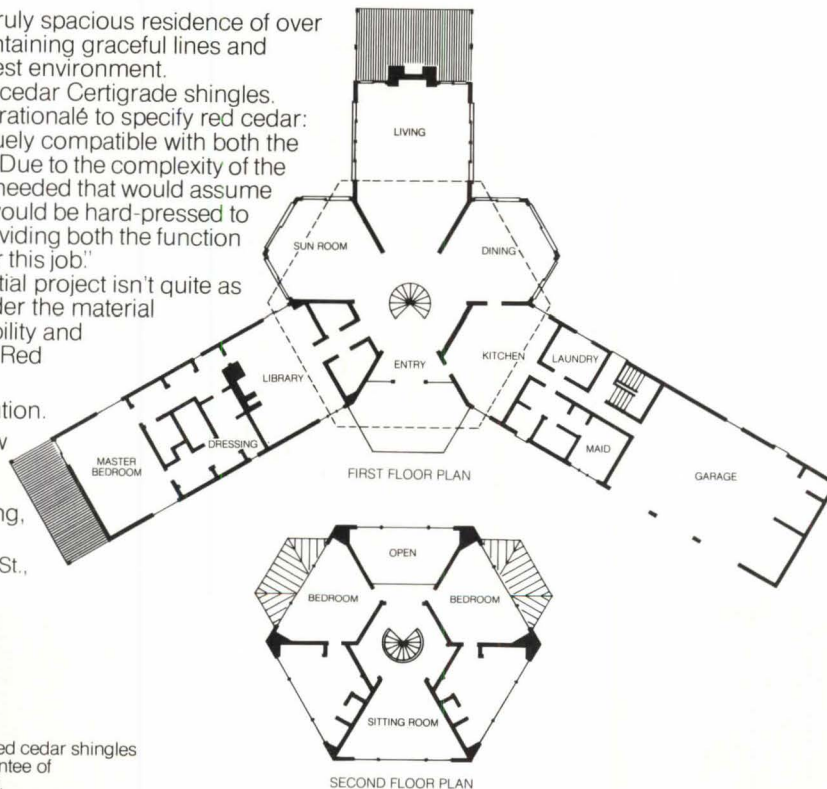 ruly spacious residence of over
ntaining graceful lines and
est environment.
cedar Certigrade shingles.
rationalé to specify red cedar:
uely compatible with both the
Due to the complexity of the
needed that would assume
ould be hard-pressed to
viding both the function
r this job."
tial project isn't quite as
der the material
bility and
Red
tion.
w
ng,
St.,
ed cedar shingles
ntee of
LIVING
SUN ROOM
DINING
ENTRY
KITCHEN
LAUNDRY
LIBRARY
DRESSING
MASTER
BEDROOM
MAID
GARAGE
FIRST FLOOR PLAN
OPEN
BEDROOM
BEDROOM
SITTING ROOM
SECOND FLOOR PLAN